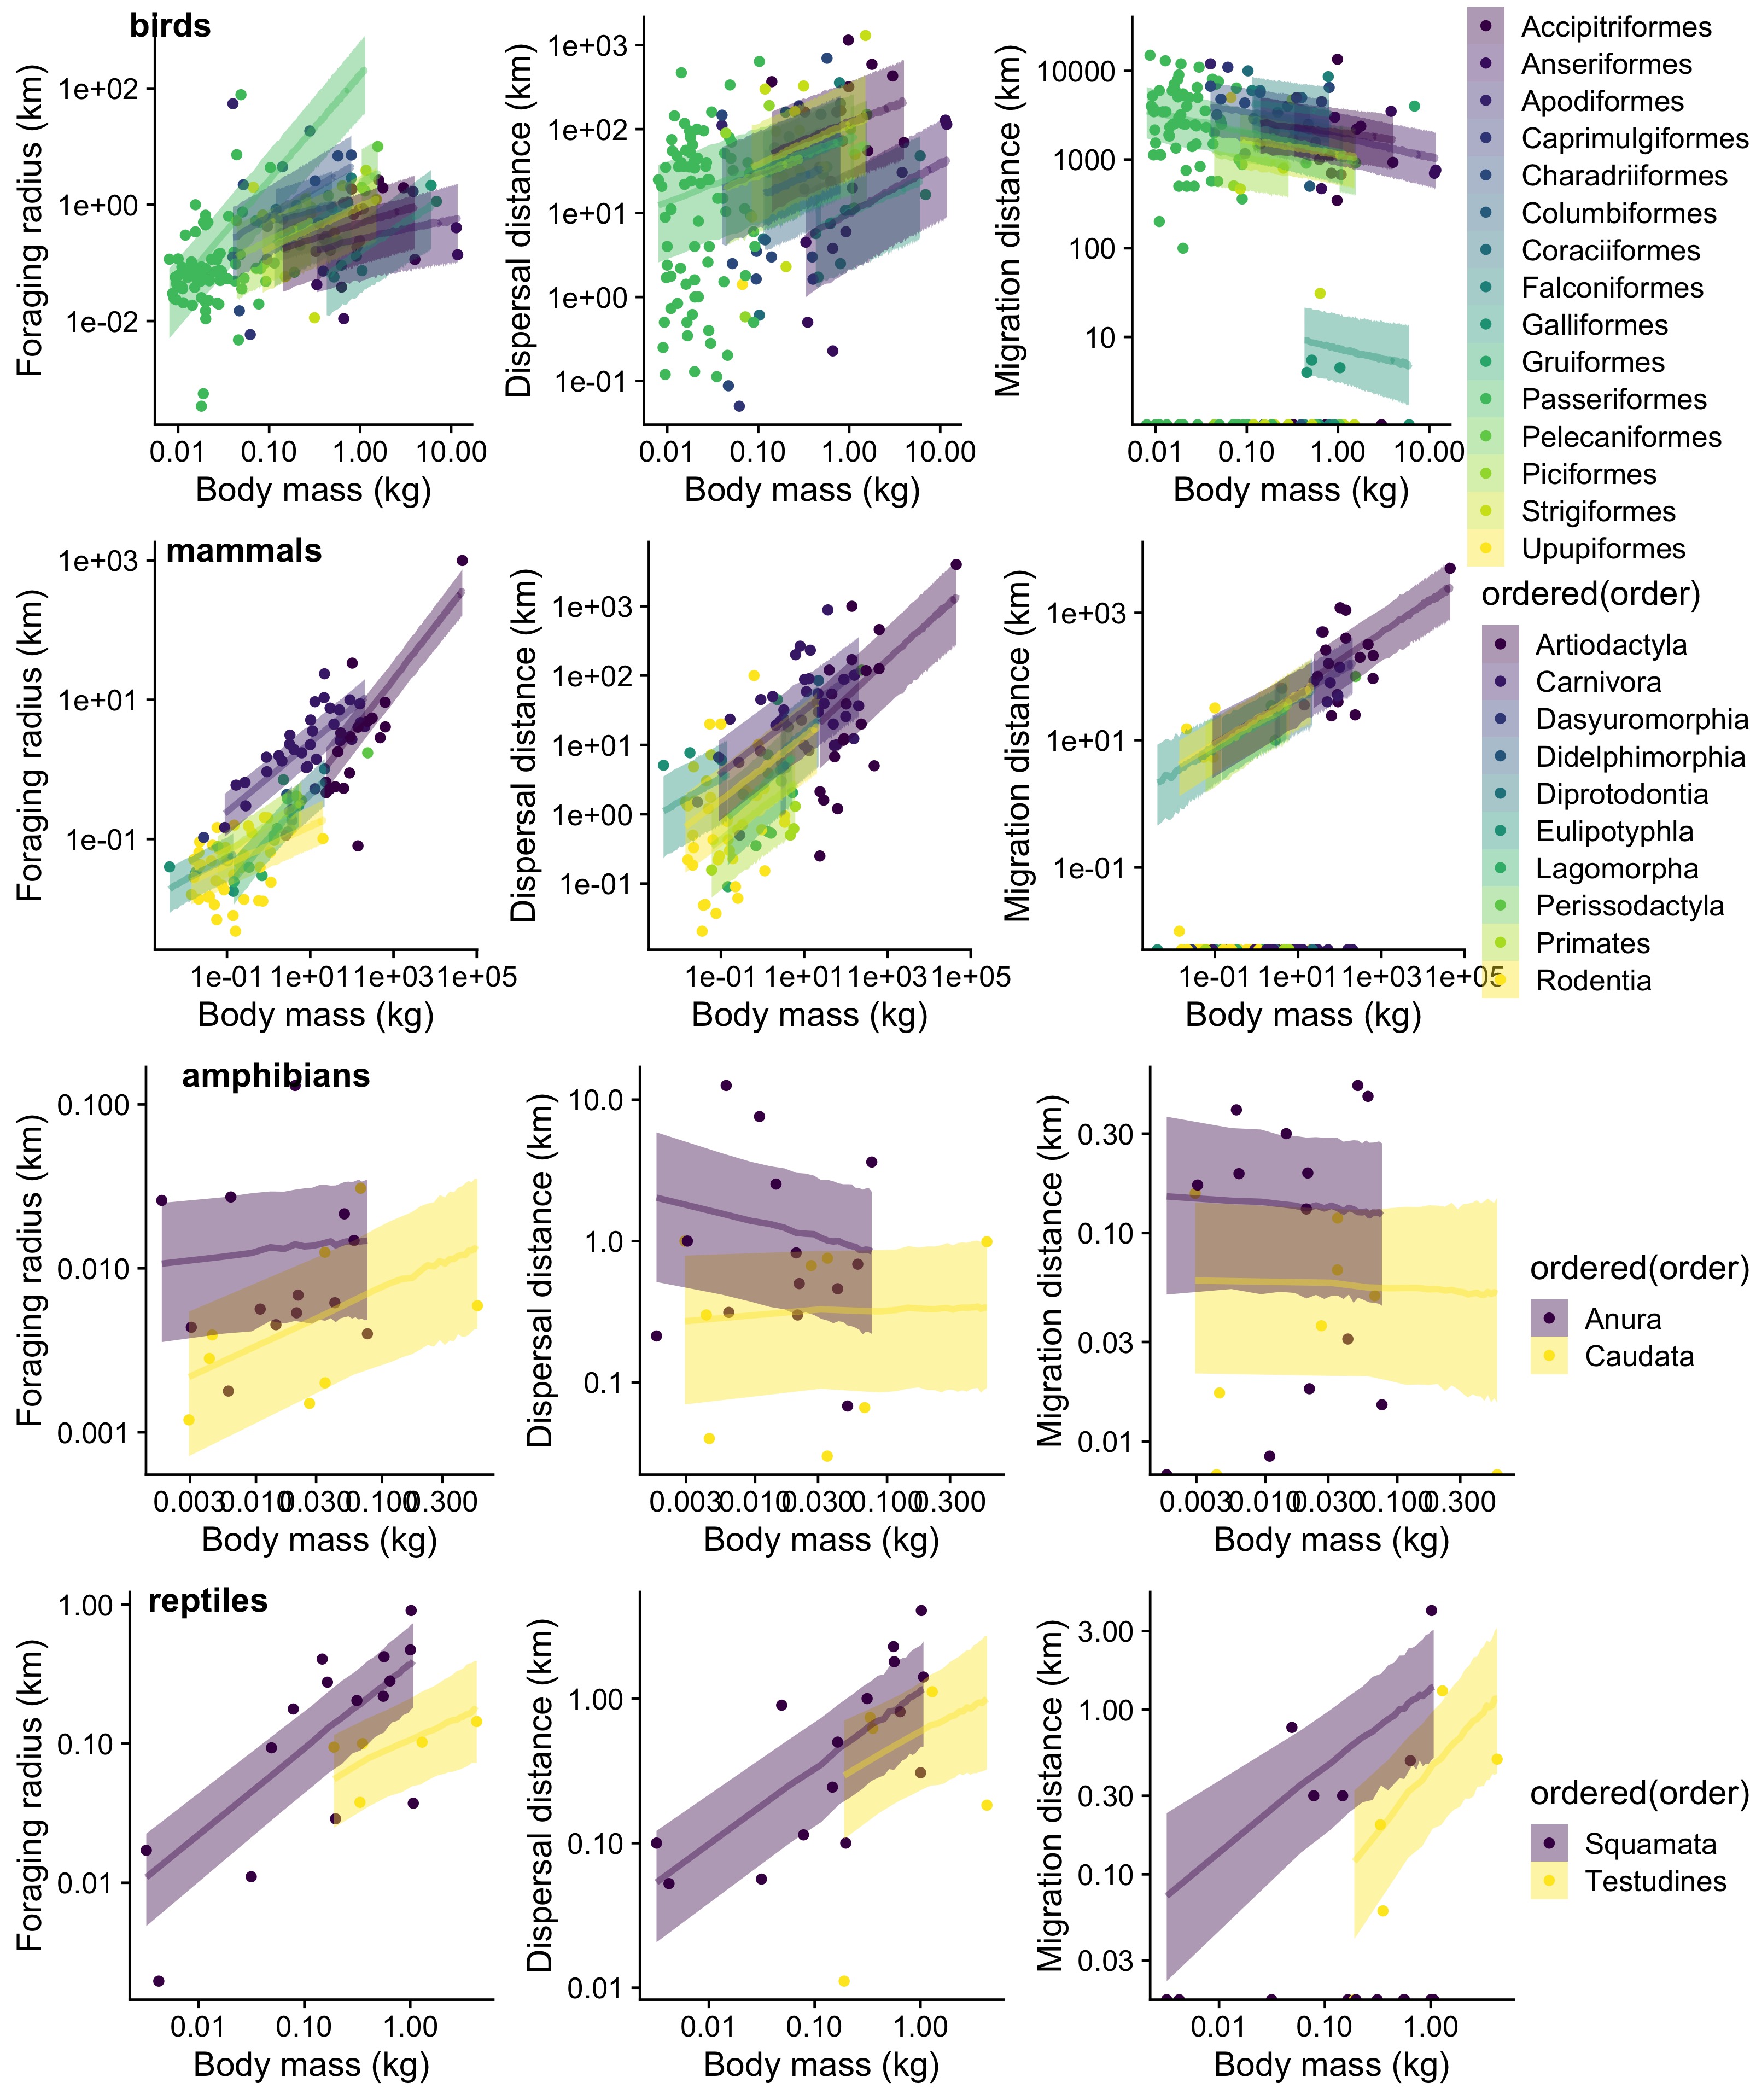 birds
Foraging radius (km)
1e+02
1e+00
1e-02
0.01 0.10 1.00 10.00
Body mass (kg)
Dispersal distance (km)
1e+03
1e+02
1e+01
1e+00
1e-01
0.01 0.10 1.00 10.00
Body mass (kg)
Migration distance (km)
10000
1000
100
10
0.01 0.10 1.00 10.00
Body mass (kg)
Accipitriformes
Anseriformes
Apodiformes
Caprimulgiformes
Charadriiformes
Columbiformes
Coraciiformes
Falconiformes
Galliformes
Gruiformes
Passeriformes
Pelecaniformes
Piciformes
Strigiformes
Upupiformes
mammals
Foraging radius (km)
1e+03
1e+01
1e-01
1e-01 1e+01 1e+03 1e+05
Body mass (kg)
Dispersal distance (km)
1e+03
1e+02
1e+01
1e+00
1e-01
1e-01 1e+01 1e+03 1e+05
Body mass (kg)
Migration distance (km)
1e+03
1e+01
1e-01
1e-01 1e+01 1e+03 1e+05
Body mass (kg)
ordered(order)
Artiodactyla
Carnivora
Dasyuromorphia
Didelphimorphia
Diprotodontia
Eulipotyphla
Lagomorpha
Perissodactyla
Primates
Rodentia
amphibians
Foraging radius (km)
0.100
0.010
0.001
0.003 0.010 0.030 0.100 0.300
Body mass (kg)
Dispersal distance (km)
10.0
1.0
0.1
0.003 0.010 0.030 0.100 0.300
Body mass (kg)
Migration distance (km)
0.30
0.10
0.03
0.01
0.003 0.010 0.030 0.100 0.300
Body mass (kg)
ordered(order)
Anura
Caudata
reptiles
Foraging radius (km)
1.00
0.10
0.01
0.01 0.10 1.00
Body mass (kg)
Dispersal distance (km)
1.00
0.10
0.01
0.01 0.10 1.00
Body mass (kg)
Migration distance (km)
3.00
1.00
0.30
0.10
0.03
0.01 0.10 1.00
Body mass (kg)
ordered(order)
Squamata
Testudines